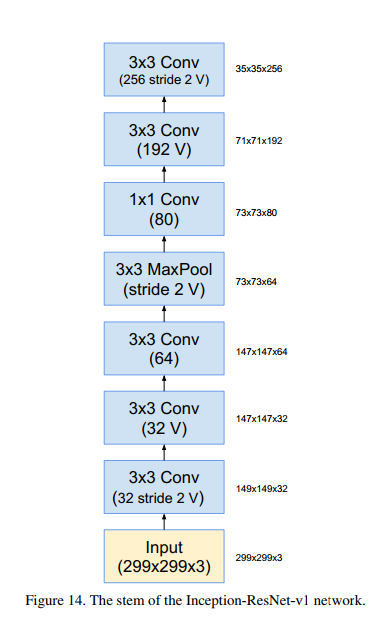 3x3 Conv
(256 stride 2 V)
35x35x256
3x3 Conv
(192 V)
71x71x192
1x1 Conv
(80)
73x73x80
3x3 MaxPool
(stride 2 V)
73x73x64
3x3 Conv
(64)
147x147x64
3x3 Conv
(32 V)
147x147x32
3x3 Conv
(32 stride 2 V)
149x149x32
Input
(299x299x3)
299x299x3
Figure 14. The stem of the Inception-ResNet-v1 network.